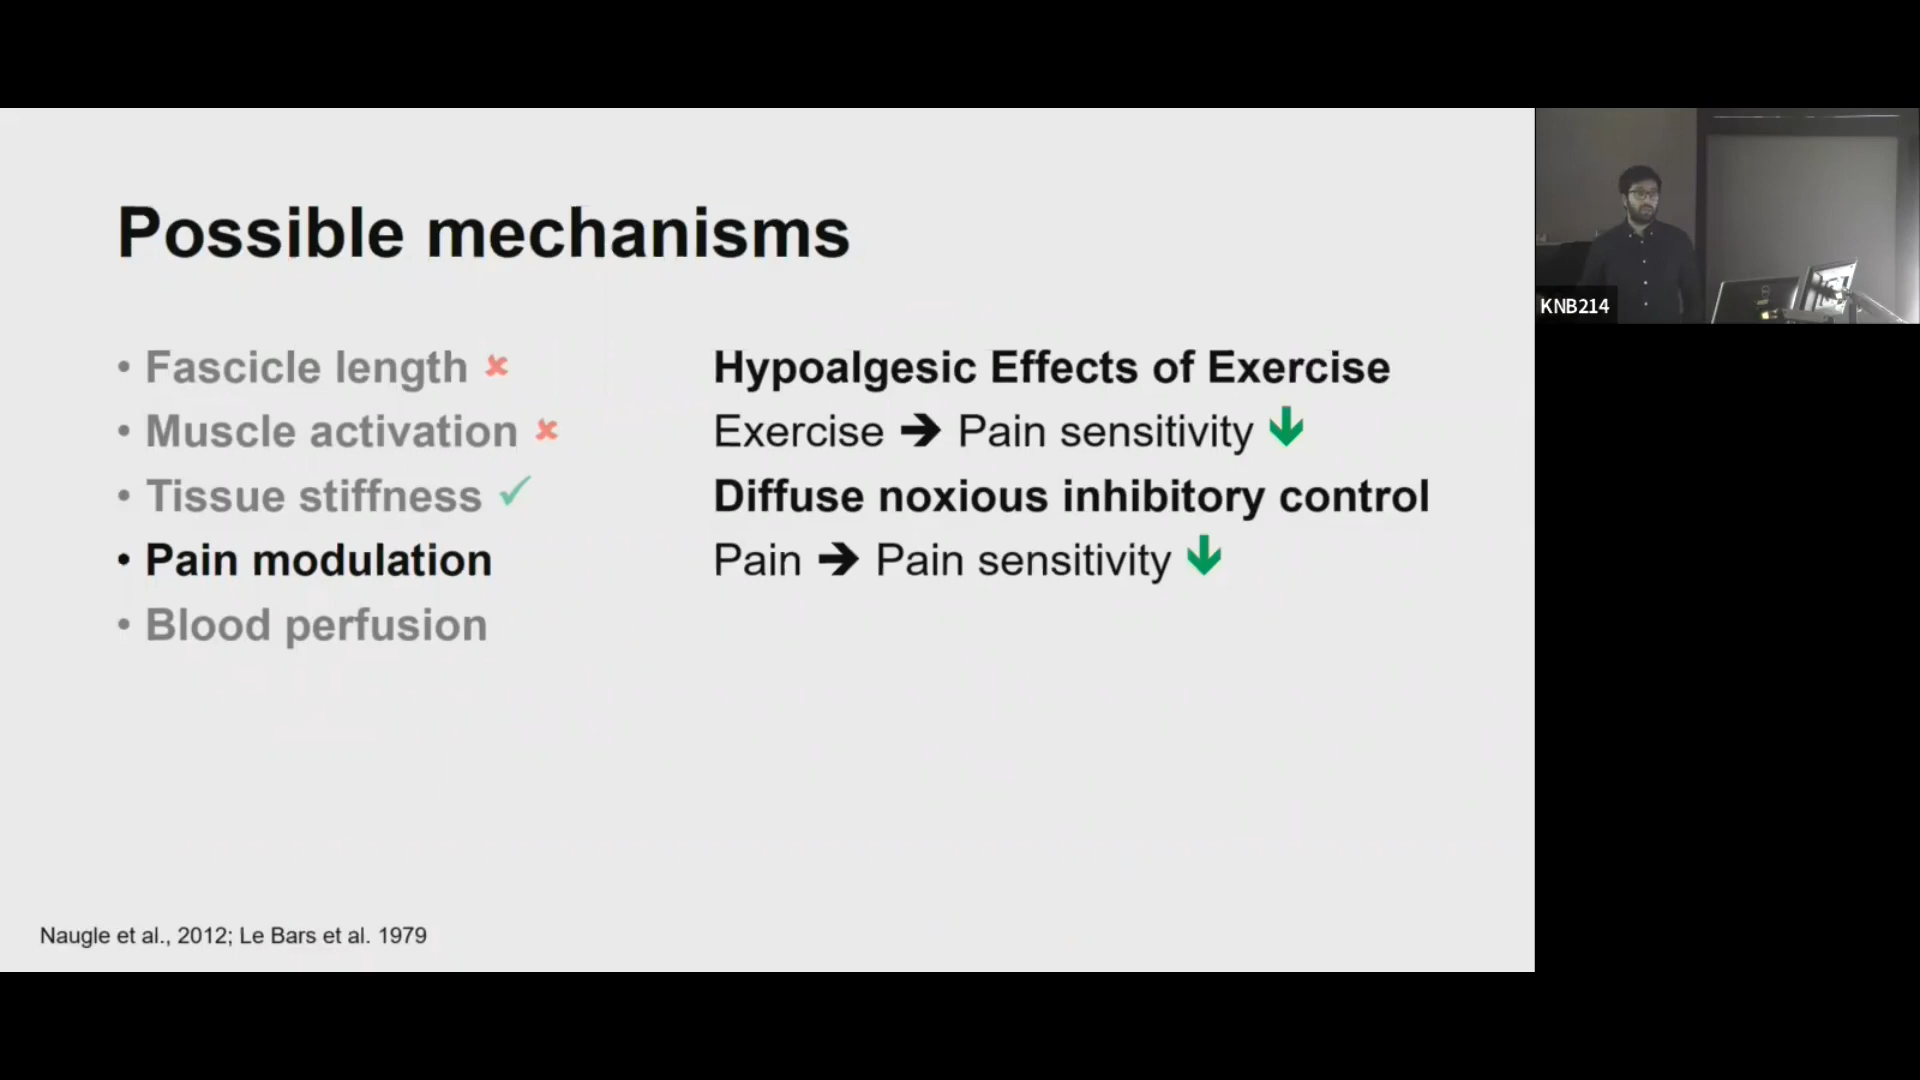 Possible mechanisms
• Fascicle length ✘
• Muscle activation ✘
• Tissue stiffness ✓
• Pain modulation
• Blood perfusion
Hypoalgesic Effects of Exercise
Exercise → Pain sensitivity ↓
Diffuse noxious inhibitory control
Pain → Pain sensitivity ↓
Naugle et al., 2012; Le Bars et al. 1979
KNB214